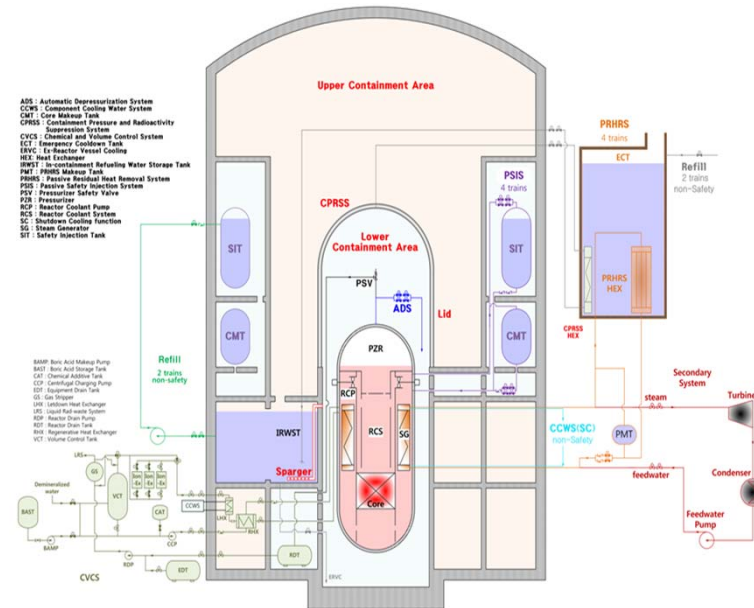 ADS : Automatic Depressurization System
CCWS : Component Cooling Water System
CMT : Core Makeup Tank
CPRSS : Containment Pressure and Radioactivity
Suppression System
CVCS : Chemical and Volume Control System
ECT : Emergency Cooldown Tank
ERVC : Ex-Reactor Vessel Cooling
HEX: Heat Exchanger
IRWST : In-containment Refueling Water Storage Tank
PMT : PRHRS Makeup Tank
PRHRS : Passive Residual Heat Removal System
PSIS : Passive Safety Injection System
PSV : Pressurizer Safety Valve
PZR : Pressurizer
RCP : Reactor Coolant Pump
RCS : Reactor Coolant System
SC : Shutdown Cooling function
SG : Steam Generator
SIT : Safety Injection Tank
Upper Containment Area
CPRSS
Lower
Containment Area
PSV
ADS
Lid
PZR
RCP
RCS
SG
Core
PSIS
4 trains
SIT
CMT
SIT
CMT
PRHRS
4 trains
ECT
Refill
2 trains
non-Safety
PRHRS
HEX
CPRSS
HEX
Secondary
System
steam
Turbine
PMT
CCWS(SC)
non-Safety
feedwater
Condenser
Feedwater
Pump
Refill
2 trains
non-safety
IRWST
Sparger
BAMP: Boric Acid Makeup Pump
BAST : Boric Acid Storage Tank
CAT : Chemical Additive Tank
CCP : Centrifugal Charging Pump
EDT : Equipment Drain Tank
GS : Gas Stripper
LHX : Letdown Heat Exchanger
LRS : Liquid Rad-waste System
RDP : Reactor Drain Pump
RDT : Reactor Drain Tank
RHX : Regenerative Heat Exchanger
VCT : Volume Control Tank
LRS
GS
Demineralized
water
VCT
CAT
CCWS
LHX
RHX
BAST
BAMP
CCP
RDP
RDT
EDT
CVCS
ERVC